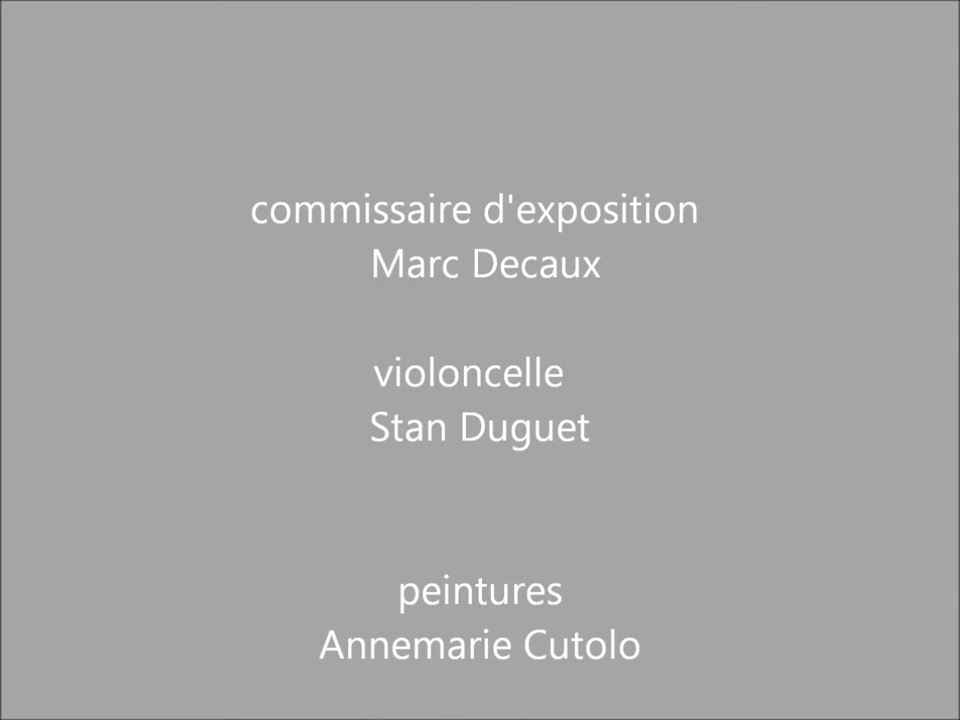 commissaire d'exposition
Marc Decaux
violoncelle
Stan Duguet
peintures
Annemarie Cutolo